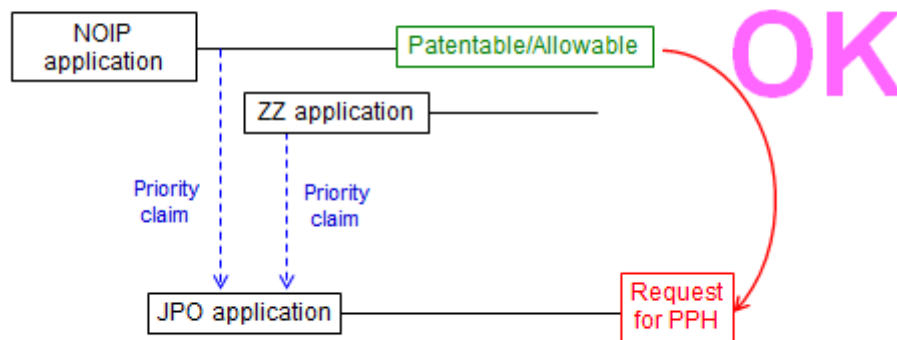 NOIP
application
Patentable/Allowable
OK
ZZ application
Priority
claim
Priority
claim
JPO application
Request
for PPH